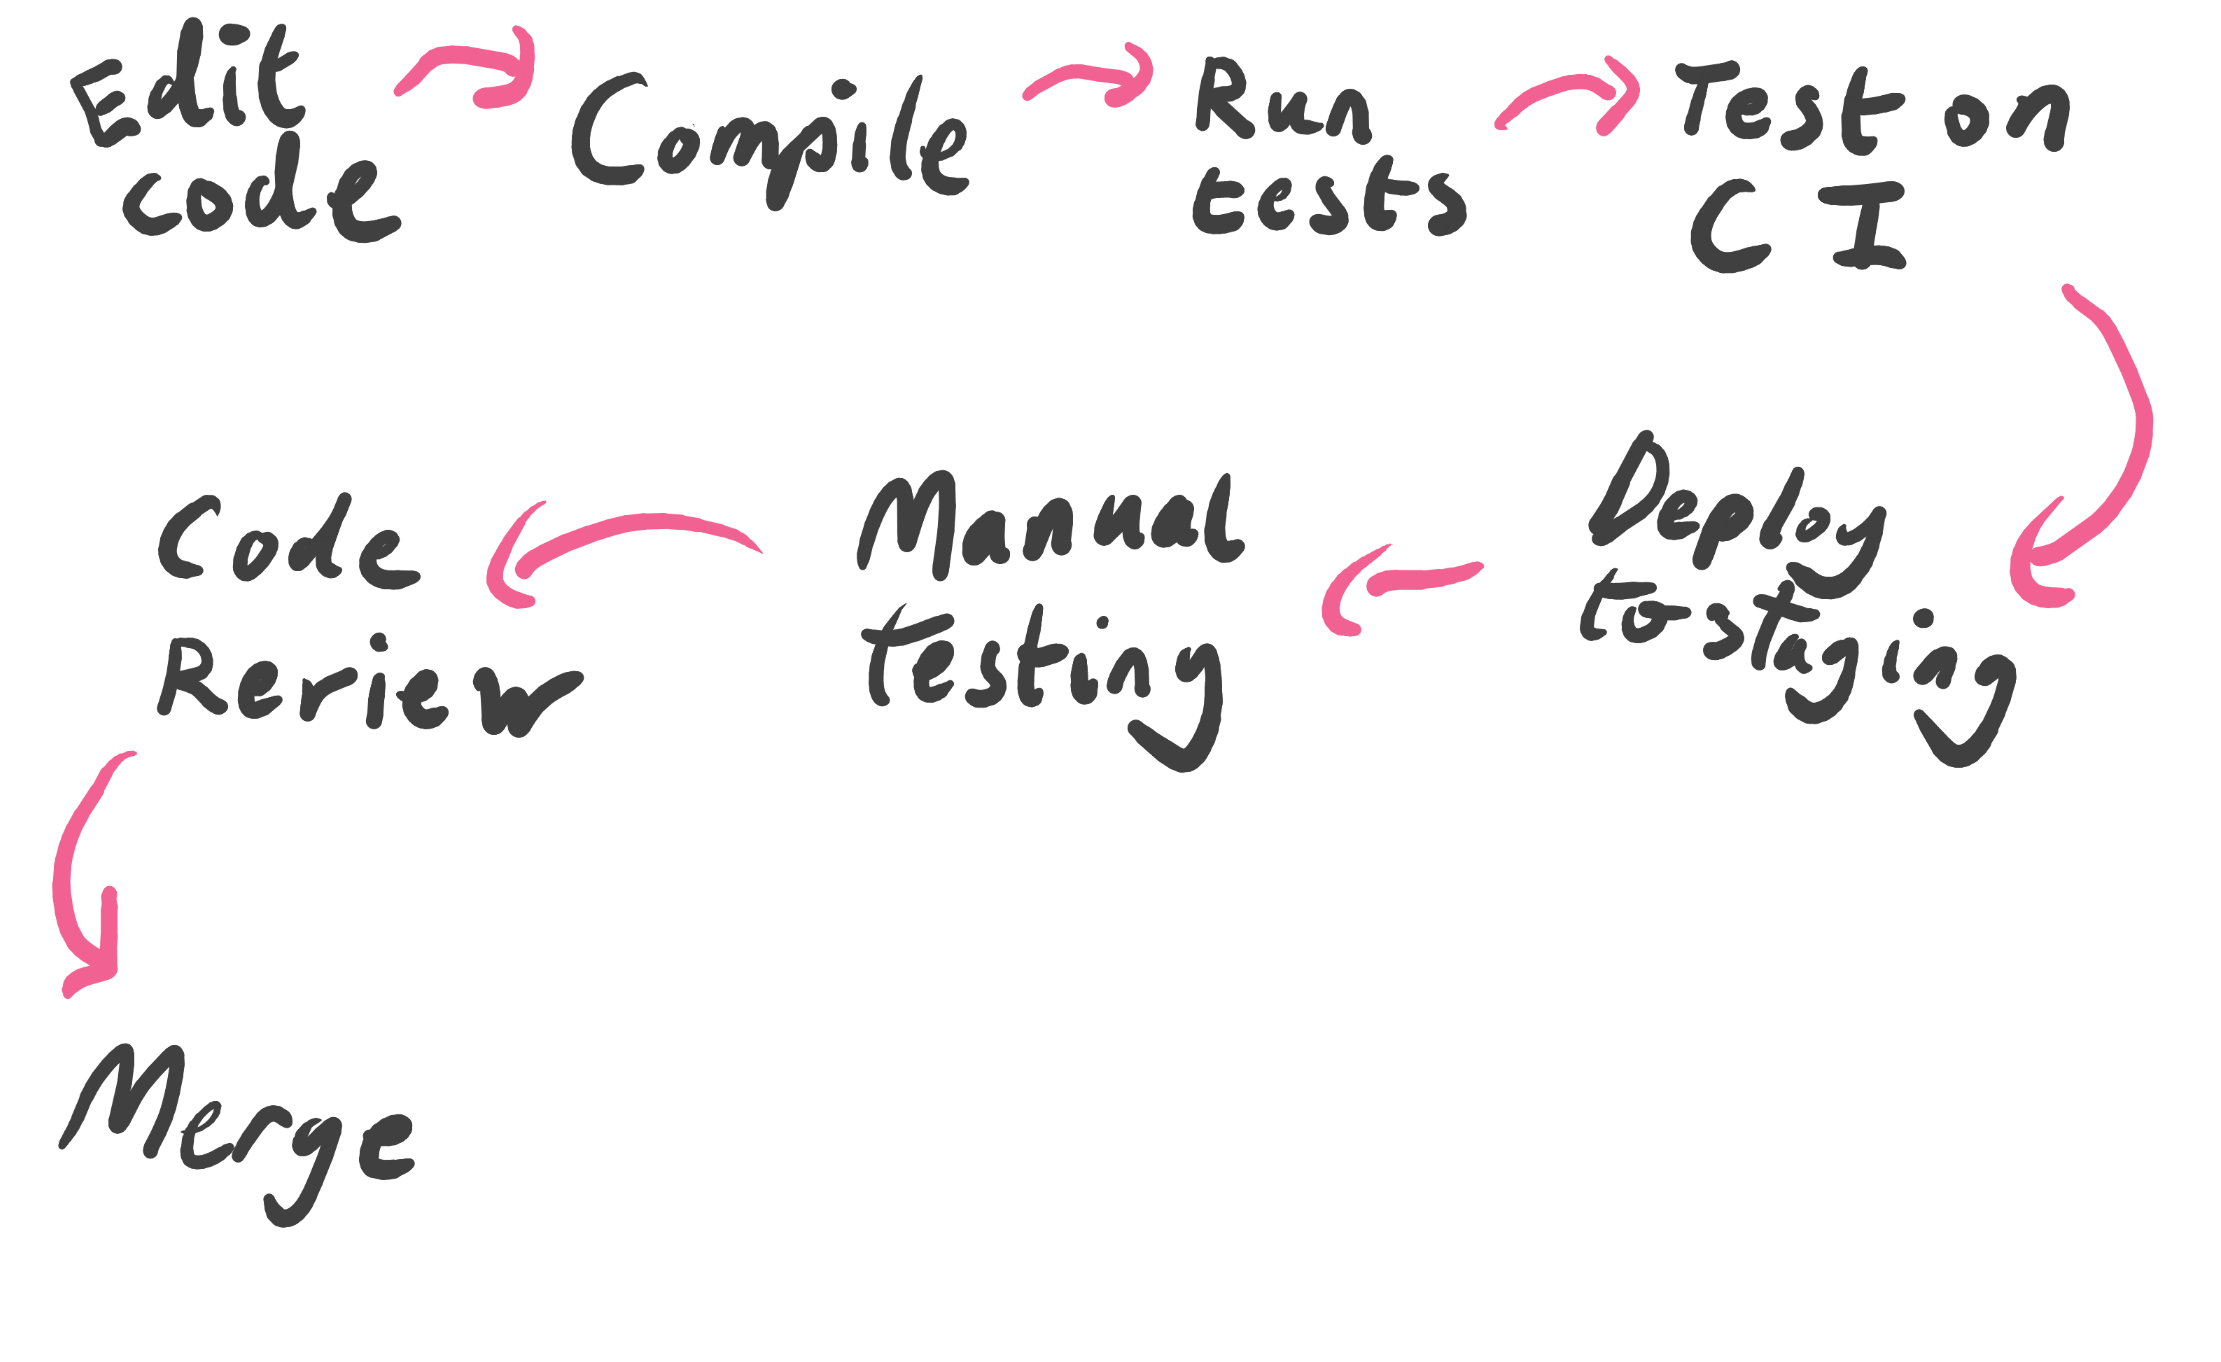 Edit
code
Compile
Run
tests
Test on
CI
Deploy
to staging
Manual
testing
Code
Review
Merge